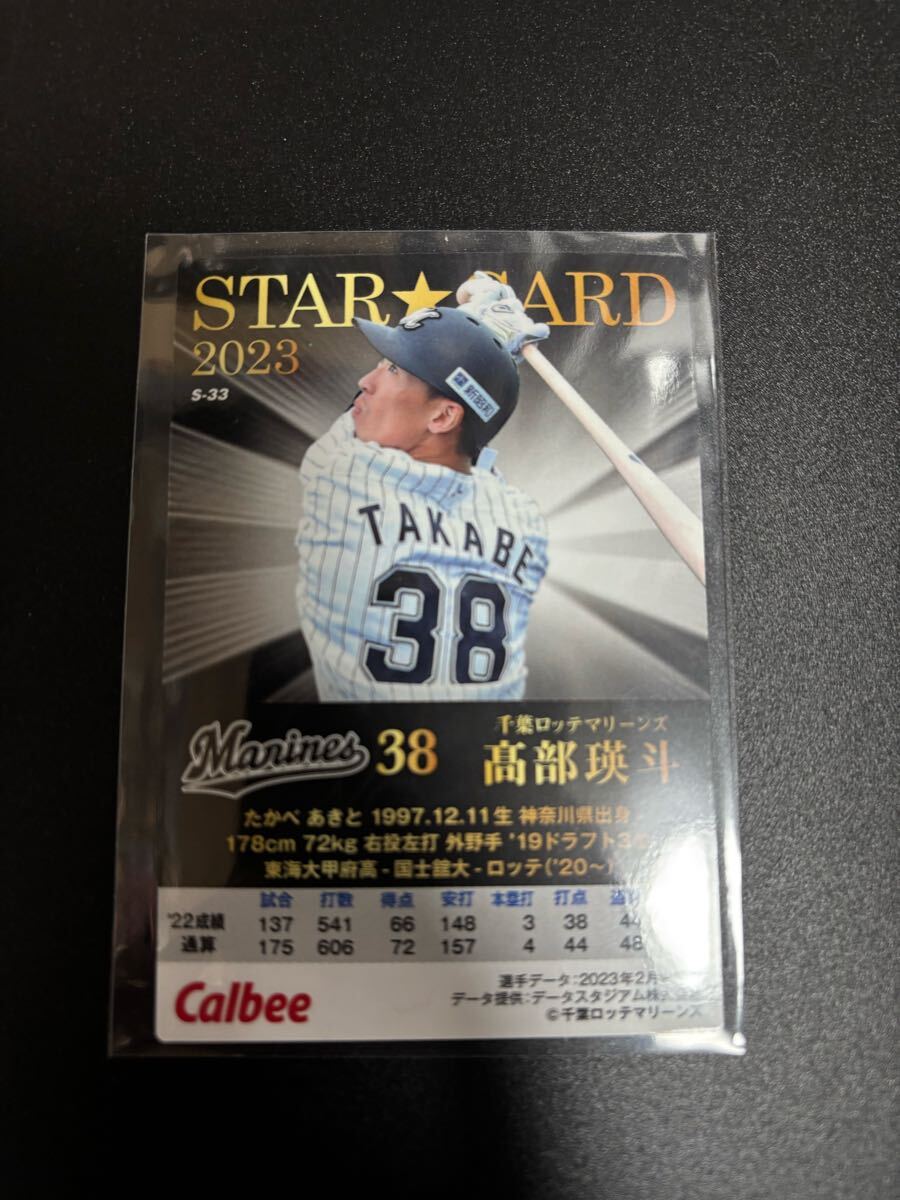 STAR★CARD
2023
S-33
新昭和
TAKABE
38
Marines 38
千葉ロッテマリーンズ
髙部瑛斗
たかべ あきと 1997.12.11生 神奈川県出身
178cm 72kg 右投左打 外野手 '19ドラフト3
東海大甲府高 - 国士舘大 - ロッテ('20〜)
試合 打数 得点 安打 本塁打 打点
'22成績 137 541 66 148 3 38 44
通算 175 606 72 157 4 44 48
Calbee
選手データ：2023年2月
データ提供：データスタジアム株式会社
©千葉ロッテマリーンズ